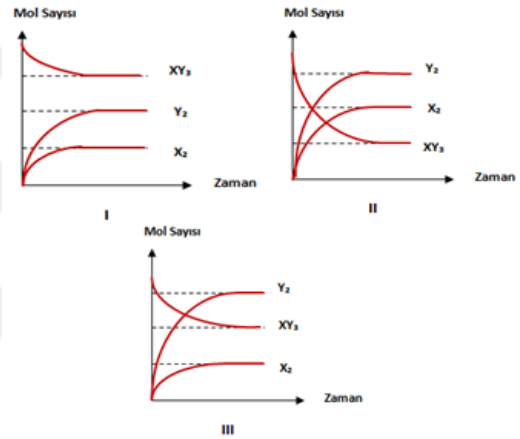 Mol Sayısı
XY₃
Y₂
X₂
Zaman
I
Mol Sayısı
Y₂
X₂
XY₃
Zaman
II
Mol Sayısı
Y₂
XY₃
X₂
Zaman
III